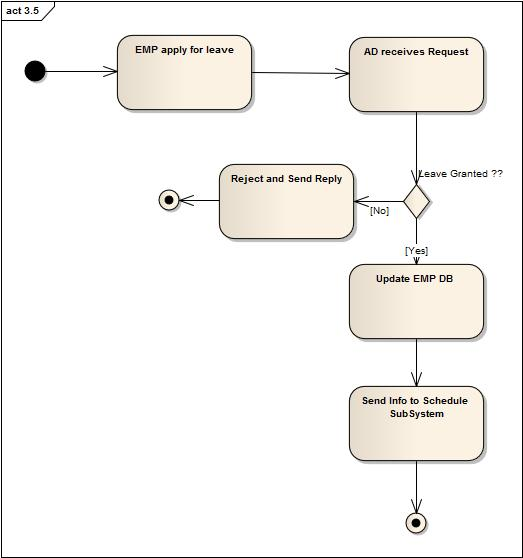 act 3.5
EMP apply for leave
AD receives Request
Leave Granted ??
Reject and Send Reply
[No]
[Yes]
Update EMP DB
Send Info to Schedule
SubSystem